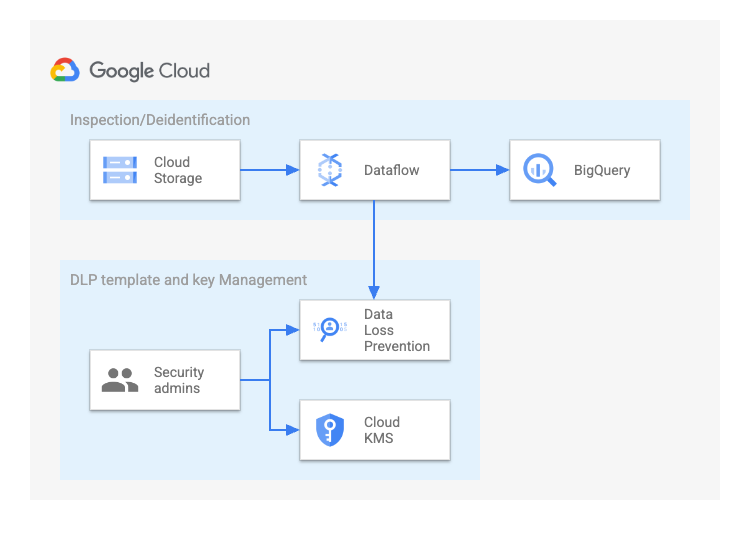 Google Cloud
Inspection/Deidentification
Cloud
Storage
Dataflow
BigQuery
DLP template and key Management
Data
Loss
Prevention
Security
admins
Cloud
KMS